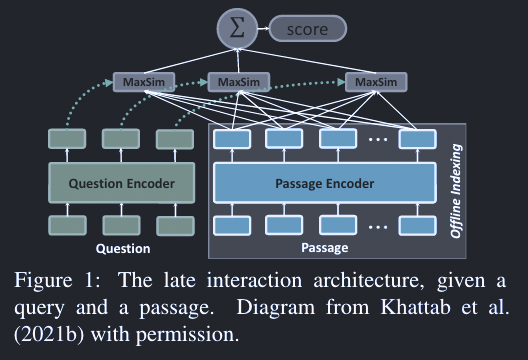 Σ score
MaxSim MaxSim MaxSim
Question Encoder Passage Encoder
Offline Indexing
Question Passage
Figure 1: The late interaction architecture, given a
query and a passage. Diagram from Khattab et al.
(2021b) with permission.